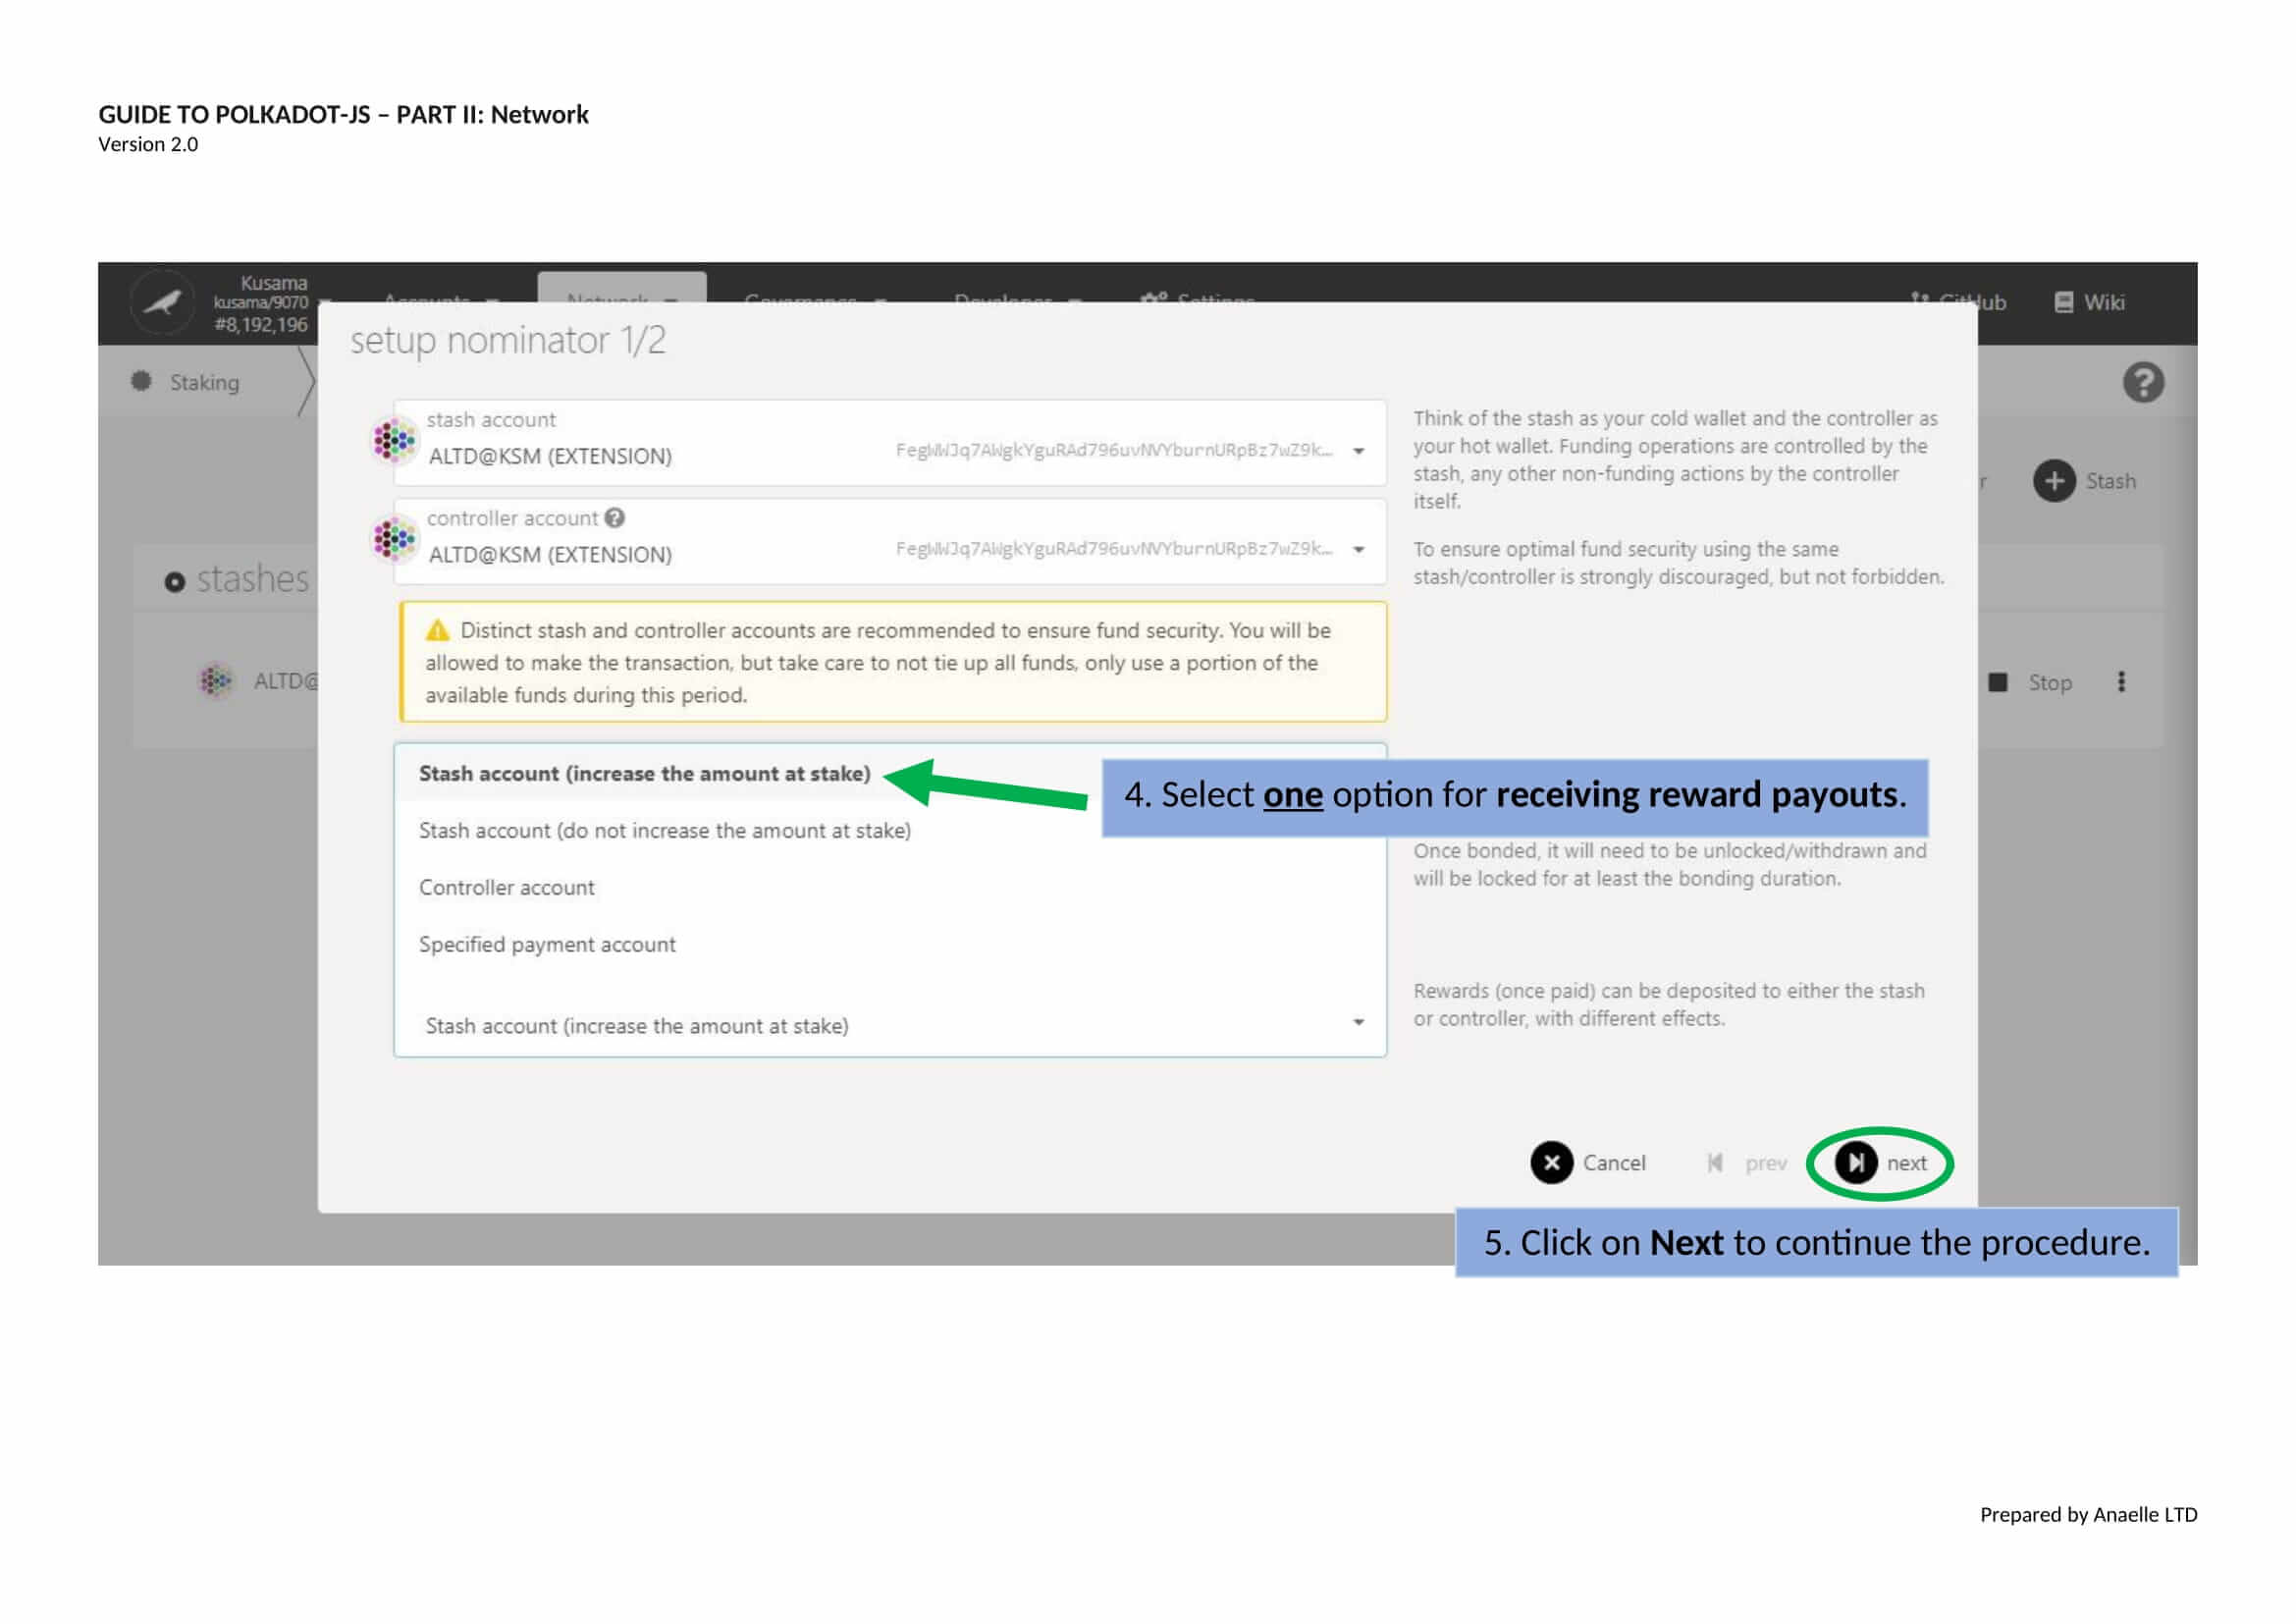 GUIDE TO POLKADOT-JS – PART II: Network
Version 2.0
Kusama
kusama/9070
#8,192,196
Accounts
Network
Governance
Developer
Settings
GitHub
Wiki
Staking
setup nominator 1/2
stash account
ALTD@KSM (EXTENSION)
FegWWJq7AWgkYguRAd796uvNVYburnURpBz7wZ9k…
controller account
ALTD@KSM (EXTENSION)
FegWWJq7AWgkYguRAd796uvNVYburnURpBz7wZ9k…
Think of the stash as your cold wallet and the controller as
your hot wallet. Funding operations are controlled by the
stash, any other non-funding actions by the controller
itself.
To ensure optimal fund security using the same
stash/controller is strongly discouraged, but not forbidden.
r
Stash
stashes
ALTD@
Stop
Distinct stash and controller accounts are recommended to ensure fund security. You will be
allowed to make the transaction, but take care to not tie up all funds, only use a portion of the
available funds during this period.
Stash account (increase the amount at stake)
4. Select one option for receiving reward payouts.
Stash account (do not increase the amount at stake)
Controller account
Specified payment account
Stash account (increase the amount at stake)
Once bonded, it will need to be unlocked/withdrawn and
will be locked for at least the bonding duration.
Rewards (once paid) can be deposited to either the stash
or controller, with different effects.
Cancel
prev
next
5. Click on Next to continue the procedure.
Prepared by Anaelle LTD